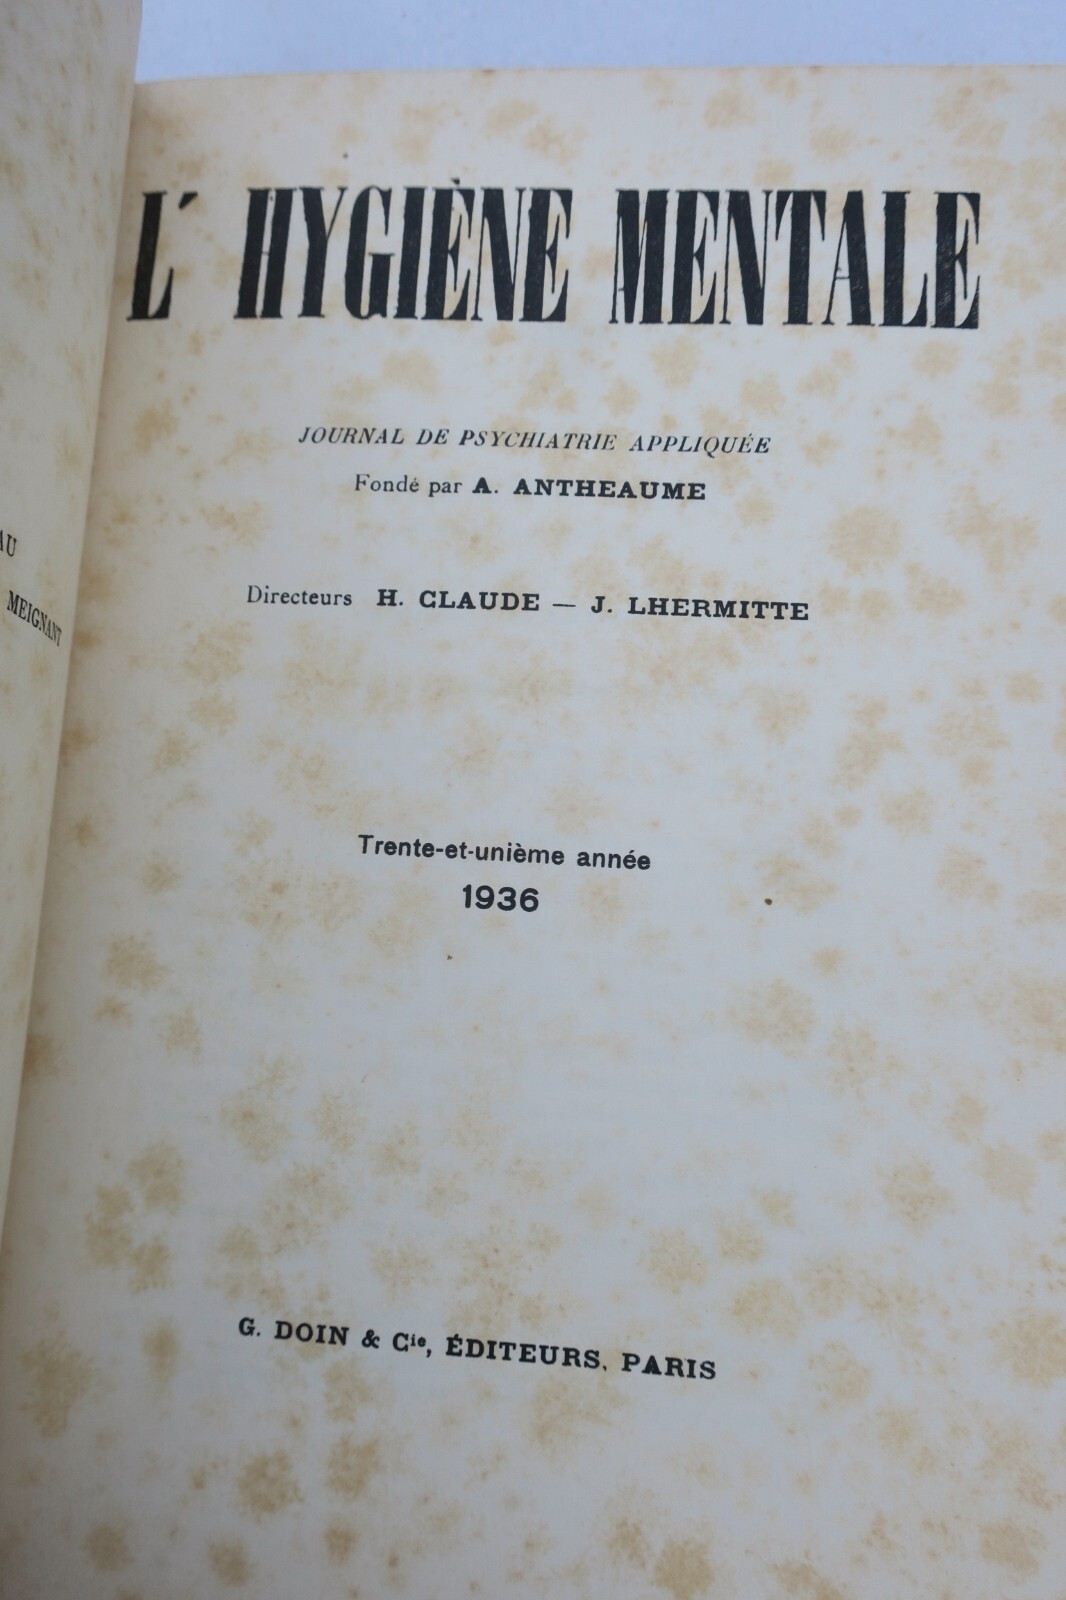 L' HYGIÈNE MENTALE
JOURNAL DE PSYCHIATRIE APPLIQUÉE
Fondé par A. ANTHEAUME
Directeurs H. CLAUDE — J. LHERMITTE
MEIGNANT
Trente-et-unième année
1936
G. DOIN & Cie, ÉDITEURS, PARIS